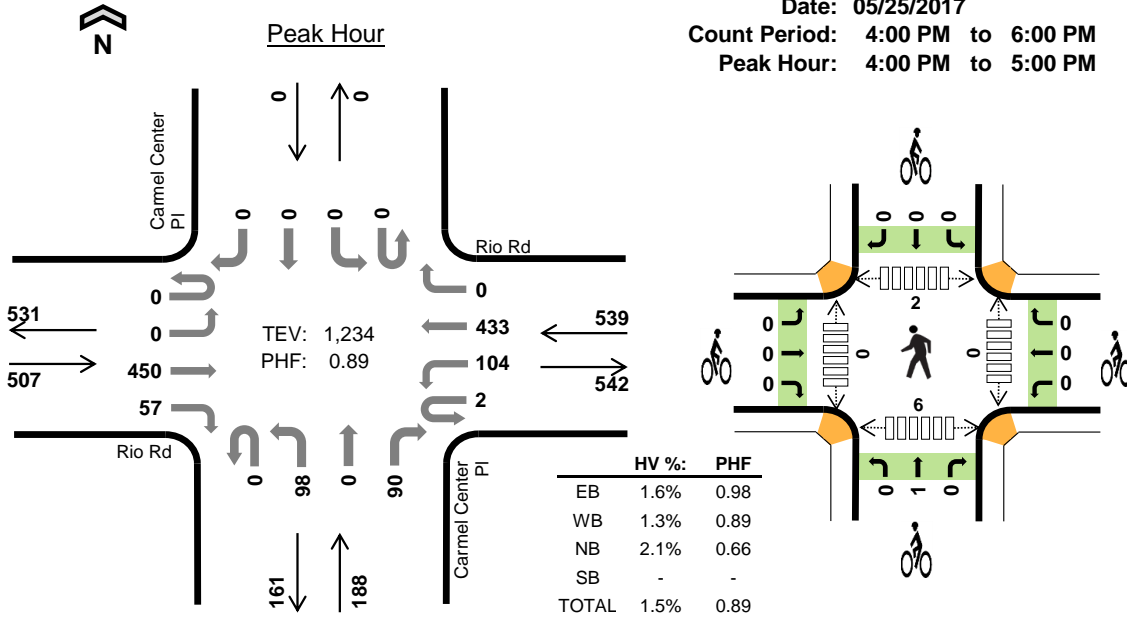 N
Peak Hour
Date: 05/25/2017
Count Period: 4:00 PM to 6:00 PM
Peak Hour: 4:00 PM to 5:00 PM
0
0
Carmel Center
Pl
0
0
0
0
Rio Rd
0
0
450
57
531
507
TEV: 1,234
PHF: 0.89
0
433
104
2
539
542
Rio Rd
0
98
0
90
Carmel Center
Pl
161
188
HV %: PHF
EB 1.6% 0.98
WB 1.3% 0.89
NB 2.1% 0.66
SB - -
TOTAL 1.5% 0.89
0 0 0
2
0
0
0
0
0
0
0
0
6
0 1 0